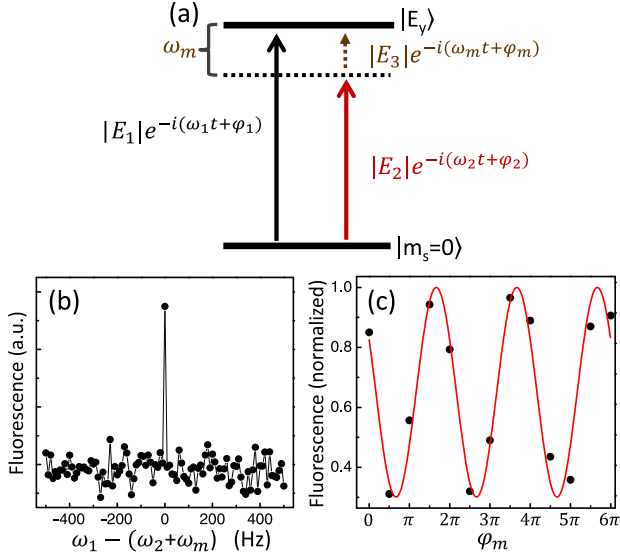 (a)
|E_y⟩
ω_m
|E_3|e^{-i(ω_m t+φ_m)}
|E_1|e^{-i(ω_1 t+φ_1)}
|E_2|e^{-i(ω_2 t+φ_2)}
|m_s=0⟩
(b)
Fluorescence (a.u.)
-400 -200 0 200 400
ω_1 − (ω_2+ω_m) (Hz)
(c)
Fluorescence (normalized)
1.0
0.8
0.6
0.4
0 π 2π 3π 4π 5π 6π
φ_m